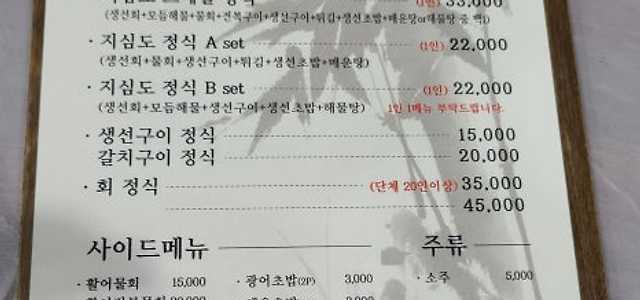 정식 (1인) 33,000
(생선회+모듬해물+물회+전복구이+생선구이+튀김+생선초밥+매운탕or해물탕 중 택1)
· 지심도 정식 A set (1인) 22,000
(생선회+물회+생선구이+튀김+생선초밥+매운탕)
· 지심도 정식 B set (1인) 22,000
(생선회+모듬해물+생선구이+생선초밥+해물탕) 1인 1메뉴 부탁드립니다.
· 생선구이 정식 15,000
갈치구이 정식 20,000
· 회 정식 (단체 20인이상) 35,000
45,000
사이드메뉴 주류
· 활어물회 15,000 · 광어초밥(2P) 3,000 · 소주 5,000